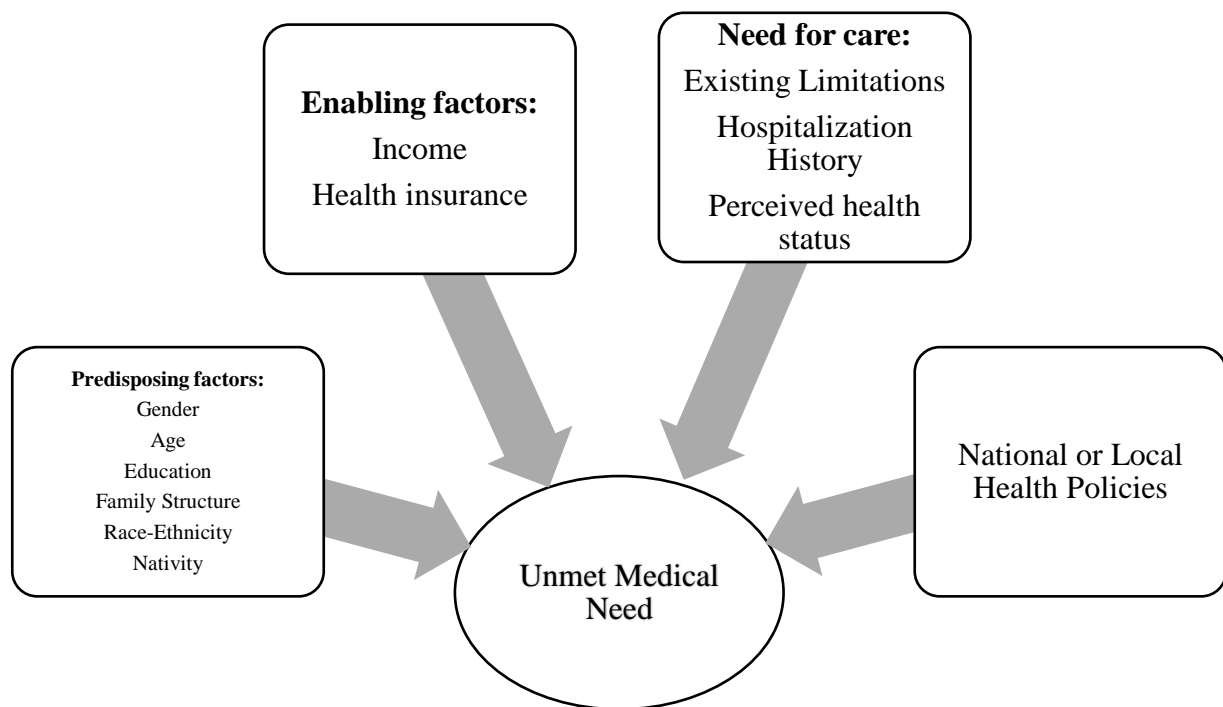 Enabling factors:
Income
Health insurance
Need for care:
Existing Limitations
Hospitalization
History
Perceived health
status
Predisposing factors:
Gender
Age
Education
Family Structure
Race-Ethnicity
Nativity
National or Local
Health Policies
Unmet Medical
Need